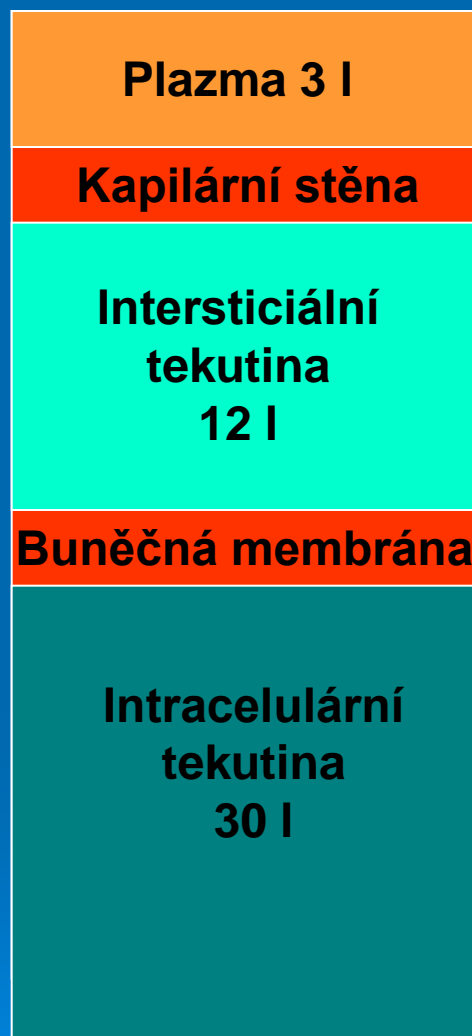 Plazma 3 l
Kapilární stěna
Intersticiální
tekutina
12 l
Buněčná membrána
Intracelulární
tekutina
30 l